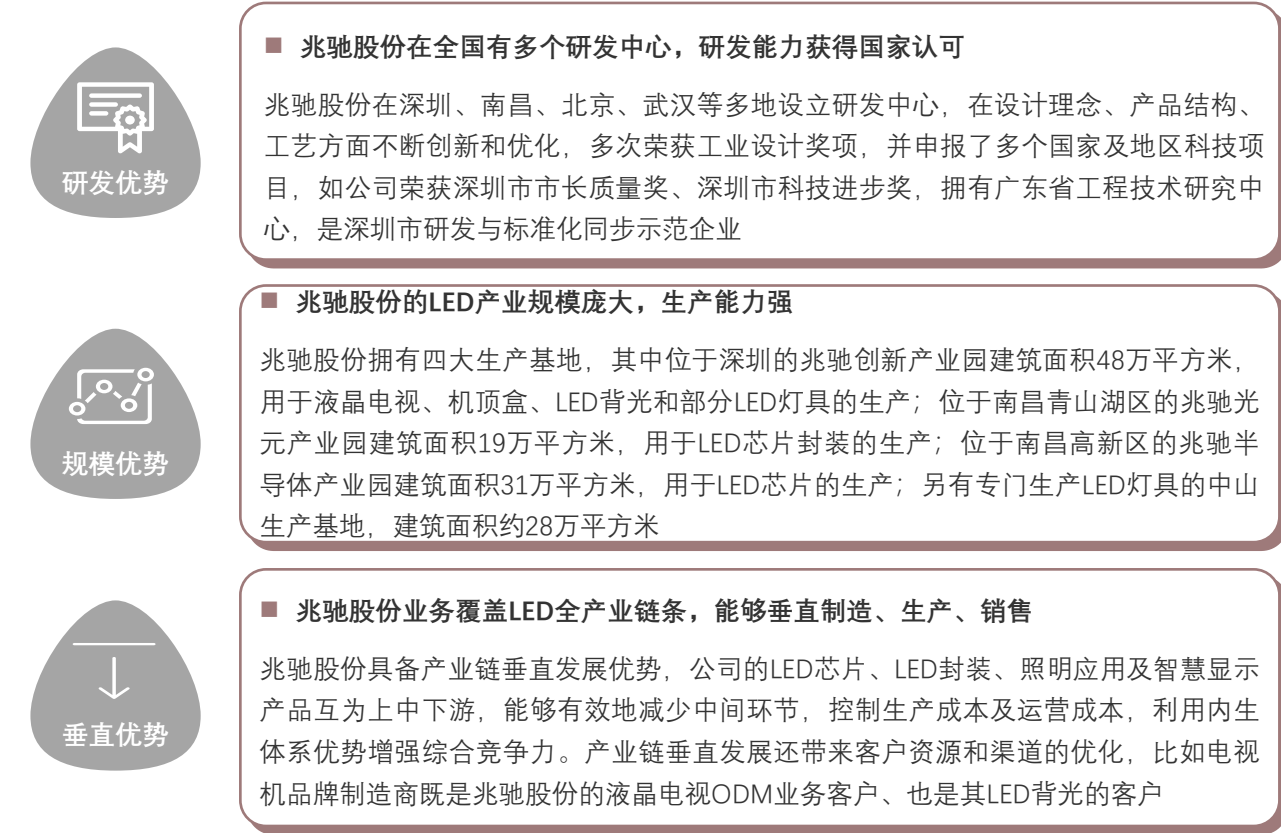 研发优势
■ 兆驰股份在全国有多个研发中心，研发能力获得国家认可
兆驰股份在深圳、南昌、北京、武汉等多地设立研发中心，在设计理念、产品结构、
工艺方面不断创新和优化，多次荣获工业设计奖项，并申报了多个国家及地区科技项
目，如公司荣获深圳市市长质量奖、深圳市科技进步奖，拥有广东省工程技术研究中
心，是深圳市研发与标准化同步示范企业
规模优势
■ 兆驰股份的LED产业规模庞大，生产能力强
兆驰股份拥有四大生产基地，其中位于深圳的兆驰创新产业园建筑面积48万平方米，
用于液晶电视、机顶盒、LED背光和部分LED灯具的生产；位于南昌青山湖区的兆驰光
元产业园建筑面积19万平方米，用于LED芯片封装的生产；位于南昌高新区的兆驰半
导体产业园建筑面积31万平方米，用于LED芯片的生产；另有专门生产LED灯具的中山
生产基地，建筑面积约28万平方米
垂直优势
■ 兆驰股份业务覆盖LED全产业链条，能够垂直制造、生产、销售
兆驰股份具备产业链垂直发展优势，公司的LED芯片、LED封装、照明应用及智慧显示
产品互为上中下游，能够有效地减少中间环节，控制生产成本及运营成本，利用内生
体系优势增强综合竞争力。产业链垂直发展还带来客户资源和渠道的优化，比如电视
机品牌制造商既是兆驰股份的液晶电视ODM业务客户、也是其LED背光的客户